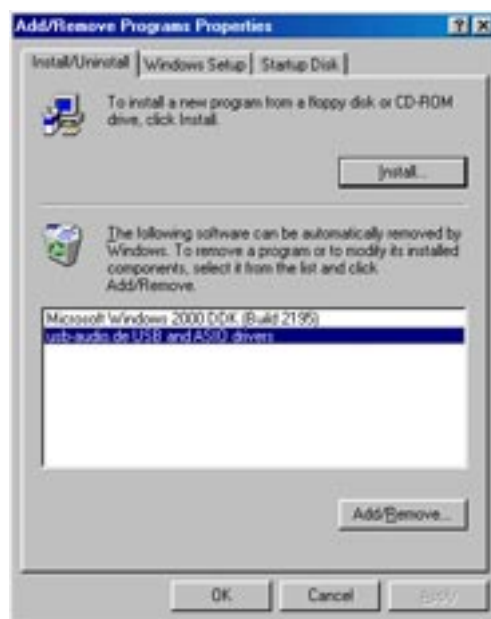 Add/Remove Programs Properties
Install/Uninstall Windows Setup Startup Disk
To install a new program from a floppy disk or CD-ROM
drive, click Install.
Install...
The following software can be automatically removed by
Windows. To remove a program or to modify its installed
components, select it from the list and click
Add/Remove.
Microsoft Windows 2000 DDK (Build 2195)
usb-audio.de USB and ASIO drivers
Add/Remove...
OK Cancel Apply